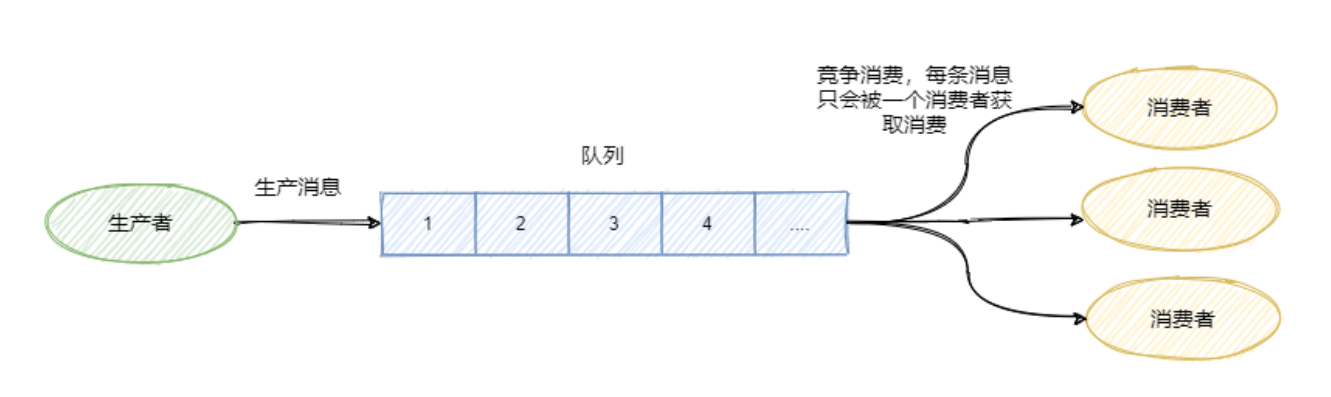 竟争消费，每条消息
只会被一个消费者获
取消费
消费者
队列
生产消息
生产者
1
2
3
4
....
消费者
消费者